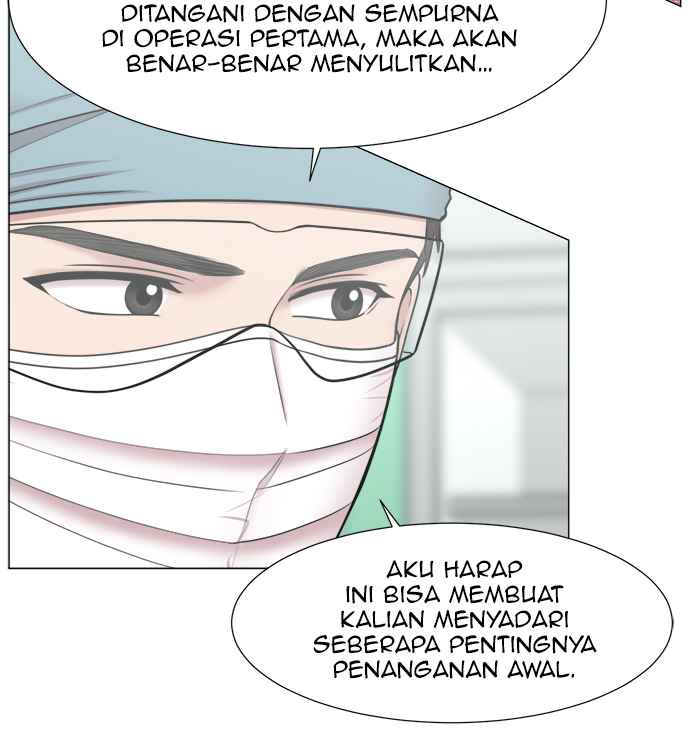 DITANGANI DENGAN SEMPURNA
DI OPERASI PERTAMA, MAKA AKAN
BENAR-BENAR MENYULITKAN...
AKU HARAP
INI BISA MEMBUAT
KALIAN MENYADARI
SEBERAPA PENTINGNYA
PENANGANAN AWAL.